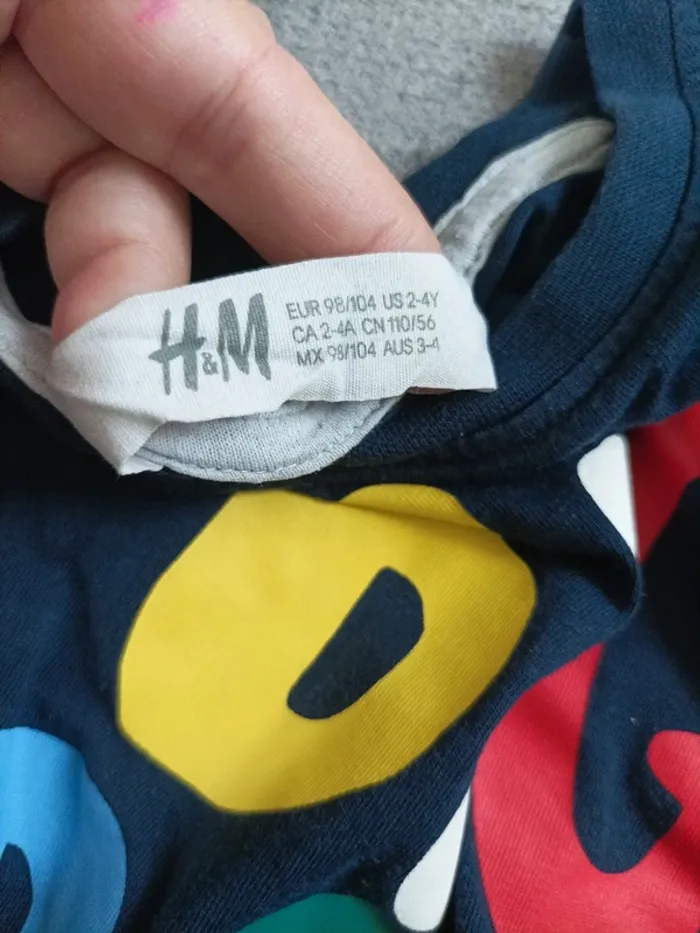 H&M
EUR 98/104 US 2-4Y
CA 2-4A CN 110/56
MX 98/104 AUS 3-4